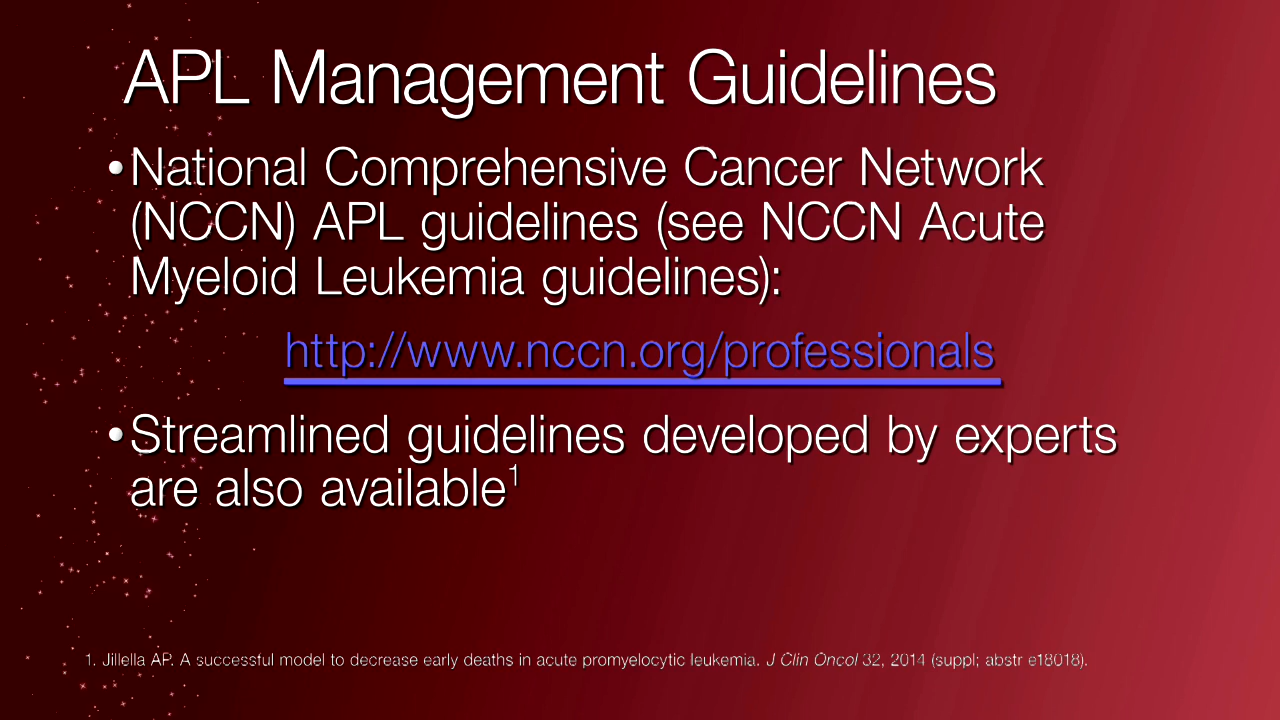 APL Management Guidelines
•National Comprehensive Cancer Network
(NCCN) APL guidelines (see NCCN Acute
Myeloid Leukemia guidelines):
http://www.nccn.org/professionals
•Streamlined guidelines developed by experts
are also available¹
1. Jillella AP. A successful model to decrease early deaths in acute promyelocytic leukemia. J Clin Oncol 32, 2014 (suppl; abstr e18018).